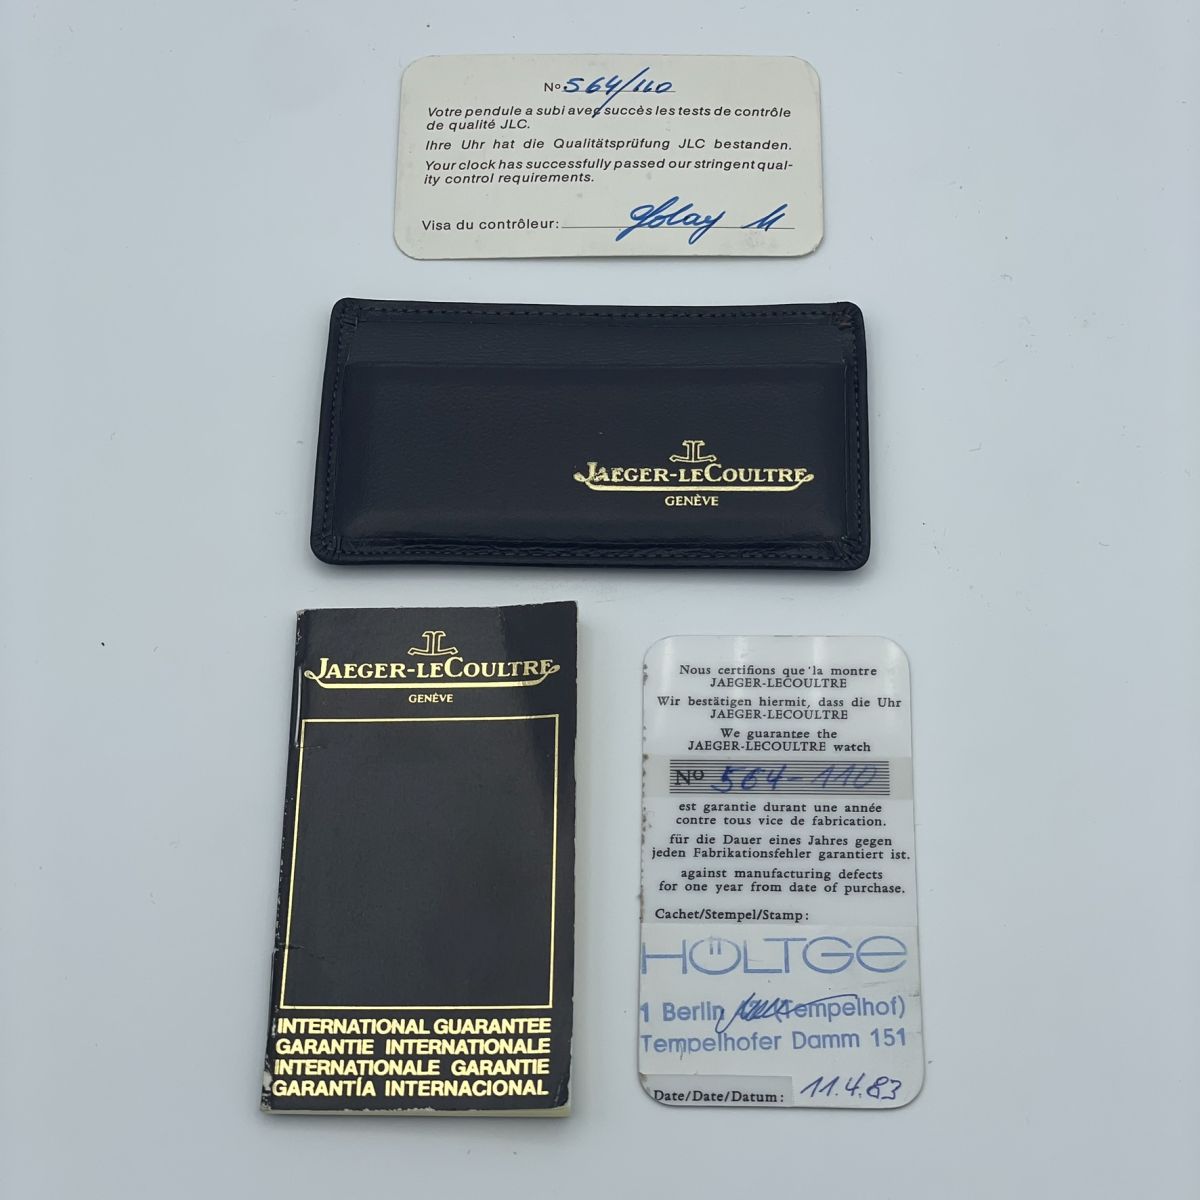 Nº 564/110
Votre pendule a subi avec succès les tests de contrôle
de qualité JLC.
Ihre Uhr hat die Qualitätsprüfung JLC bestanden.
Your clock has successfully passed our stringent qual-
ity control requirements.
Visa du contrôleur: Golay M
JAEGER-LECOULTRE
GENÈVE
JAEGER-LECOULTRE
GENÈVE
INTERNATIONAL GUARANTEE
GARANTIE INTERNATIONALE
INTERNATIONALE GARANTIE
GARANTÍA INTERNACIONAL
Nous certifions que la montre
JAEGER-LECOULTRE
Wir bestätigen hiermit, dass die Uhr
JAEGER-LECOULTRE
We guarantee the
JAEGER-LECOULTRE watch
Nº 564-110
est garantie durant une année
contre tous vice de fabrication.
für die Dauer eines Jahres gegen
jeden Fabrikationsfehler garantiert ist.
against manufacturing defects
for one year from date of purchase.
Cachet/Stempel/Stamp:
HÖLTGE
1 Berlin (Tempelhof)
Tempelhofer Damm 151
Date/Date/Datum: 11.4.83